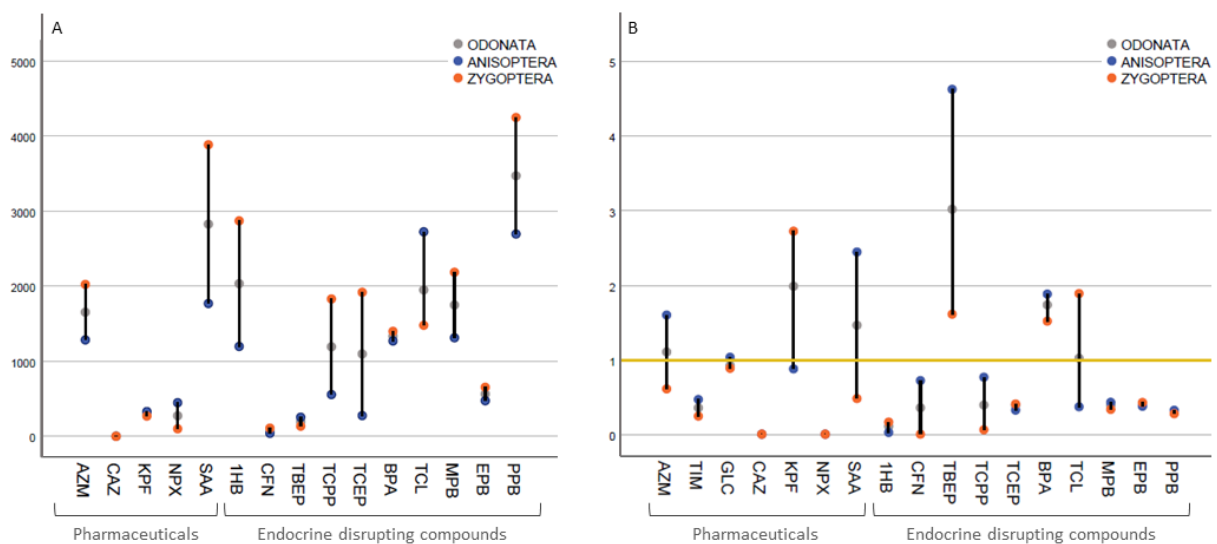 A
ODONATA
ANISOPTERA
ZYGOPTERA
5000
4000
3000
2000
1000
0
AZM
CAZ
KPF
NPX
SAA
1HB
CFN
TBEP
TCPP
TCEP
BPA
TCL
MPB
EPB
PPB
Pharmaceuticals
Endocrine disrupting compounds
B
ODONATA
ANISOPTERA
ZYGOPTERA
5
4
3
2
1
0
AZM
TIM
GLC
CAZ
KPF
NPX
SAA
1HB
CFN
TBEP
TCPP
TCEP
BPA
TCL
MPB
EPB
PPB
Pharmaceuticals
Endocrine disrupting compounds